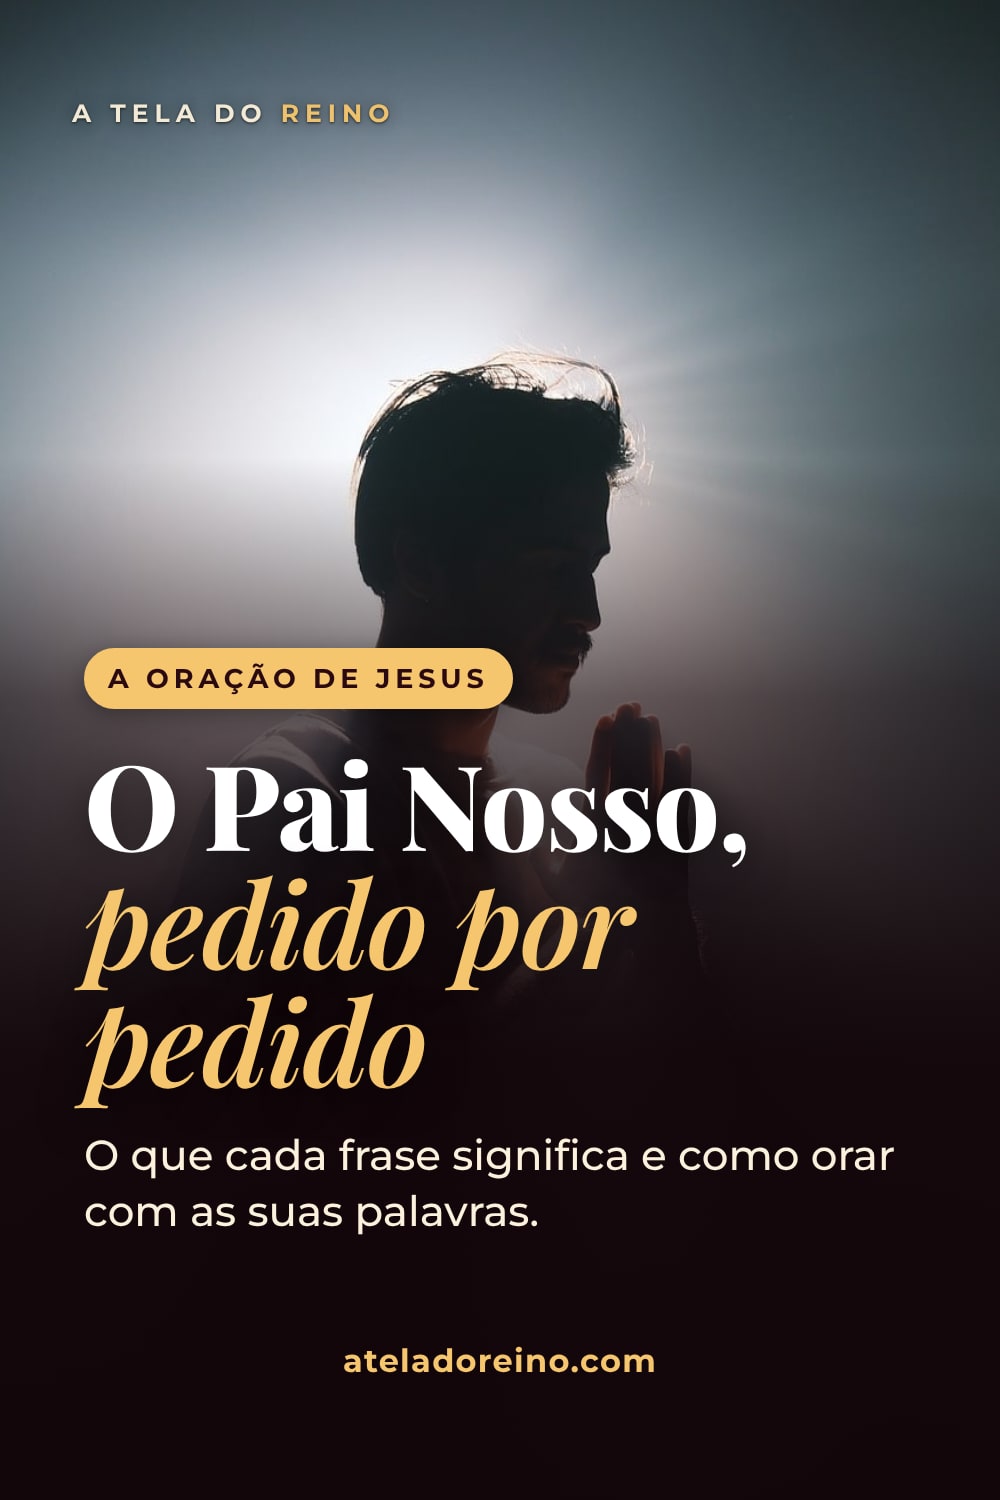 A TELA DO REINO
A ORAÇÃO DE JESUS
O Pai Nosso,
pedido por
pedido
O que cada frase significa e como orar
com as suas palavras.
ateladoreino.com